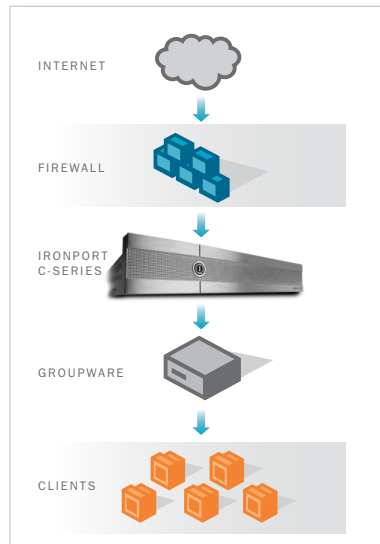 INTERNET
FIREWALL
IRONPORT
C-SERIES
GROUPWARE
CLIENTS